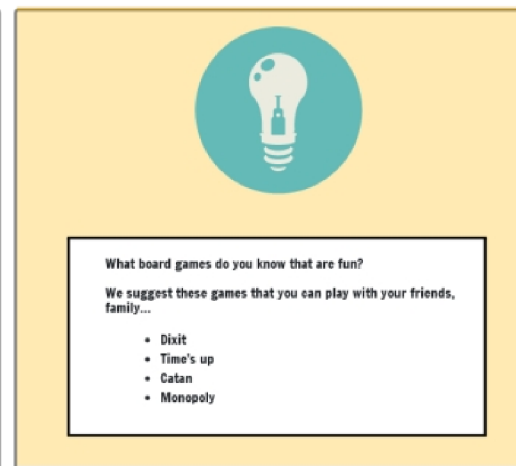 What board games do you know that are fun?
We suggest these games that you can play with your friends,
family...
• Dixit
• Time's up
• Catan
• Monopoly